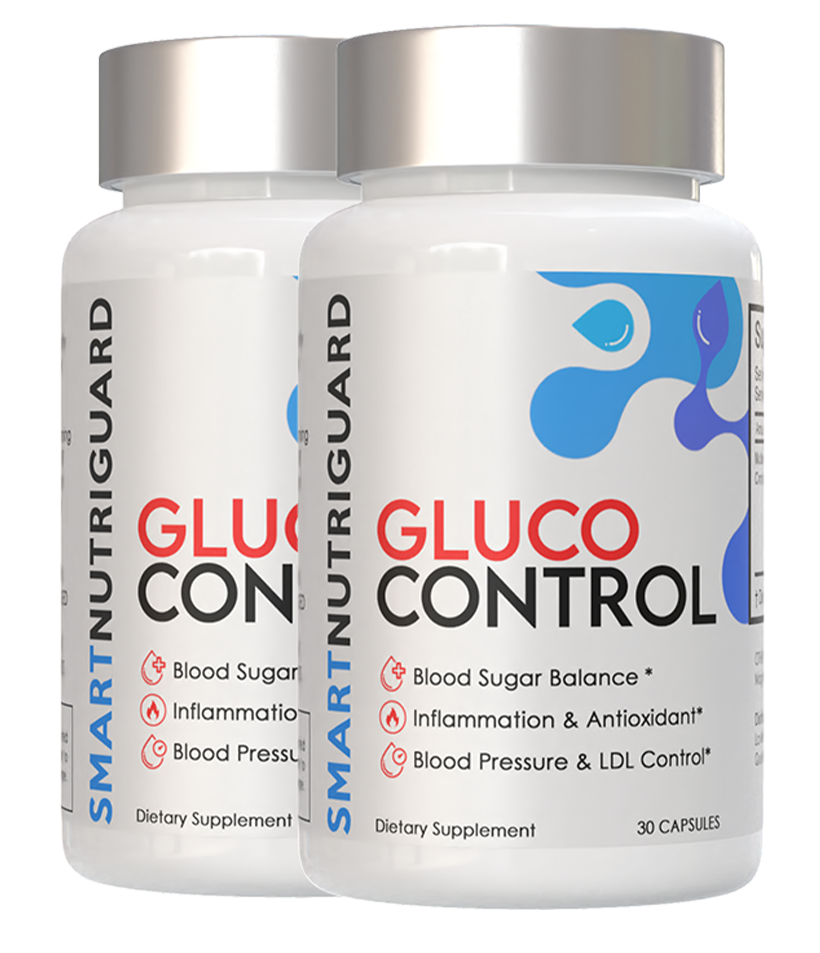 SMARTNUTRIGUARD
GLUC
CON
Blood Sugar
Inflammatio
Blood Pressu
Dietary Supplement
SMARTNUTRIGUARD
GLUCO
CONTROL
Blood Sugar Balance *
Inflammation & Antioxidant*
Blood Pressure & LDL Control*
Dietary Supplement
30 CAPSULES